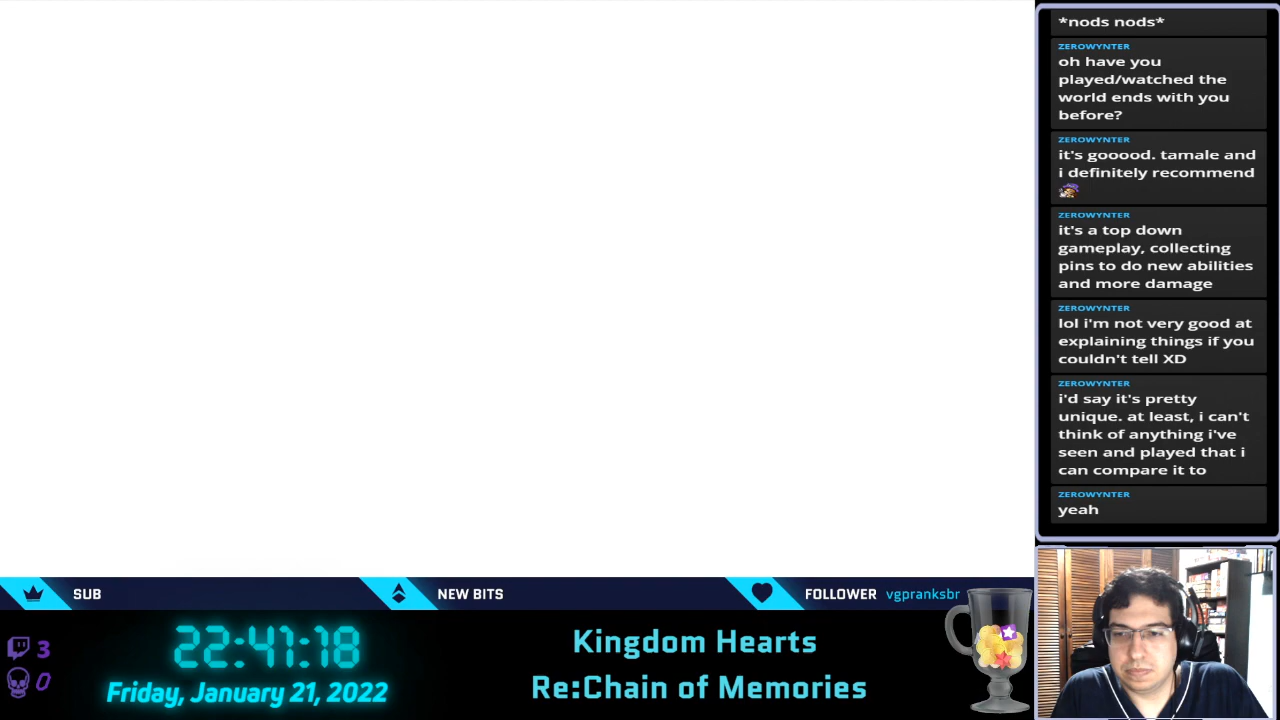 *nods nods*
ZEROWYNTER
oh have you
played/watched the
world ends with you
before?
ZEROWYNTER
it's gooood. tamale and
i definitely recommend
ZEROWYNTER
it's a top down
gameplay, collecting
pins to do new abilities
and more damage
ZEROWYNTER
lol i'm not very good at
explaining things if you
couldn't tell XD
ZEROWYNTER
i'd say it's pretty
unique. at least, i can't
think of anything i've
seen and played that i
can compare it to
ZEROWYNTER
yeah
SUB
NEW BITS
FOLLOWER vgpranksbr
3
0
22:41:18
Friday, January 21, 2022
Kingdom Hearts
Re:Chain of Memories